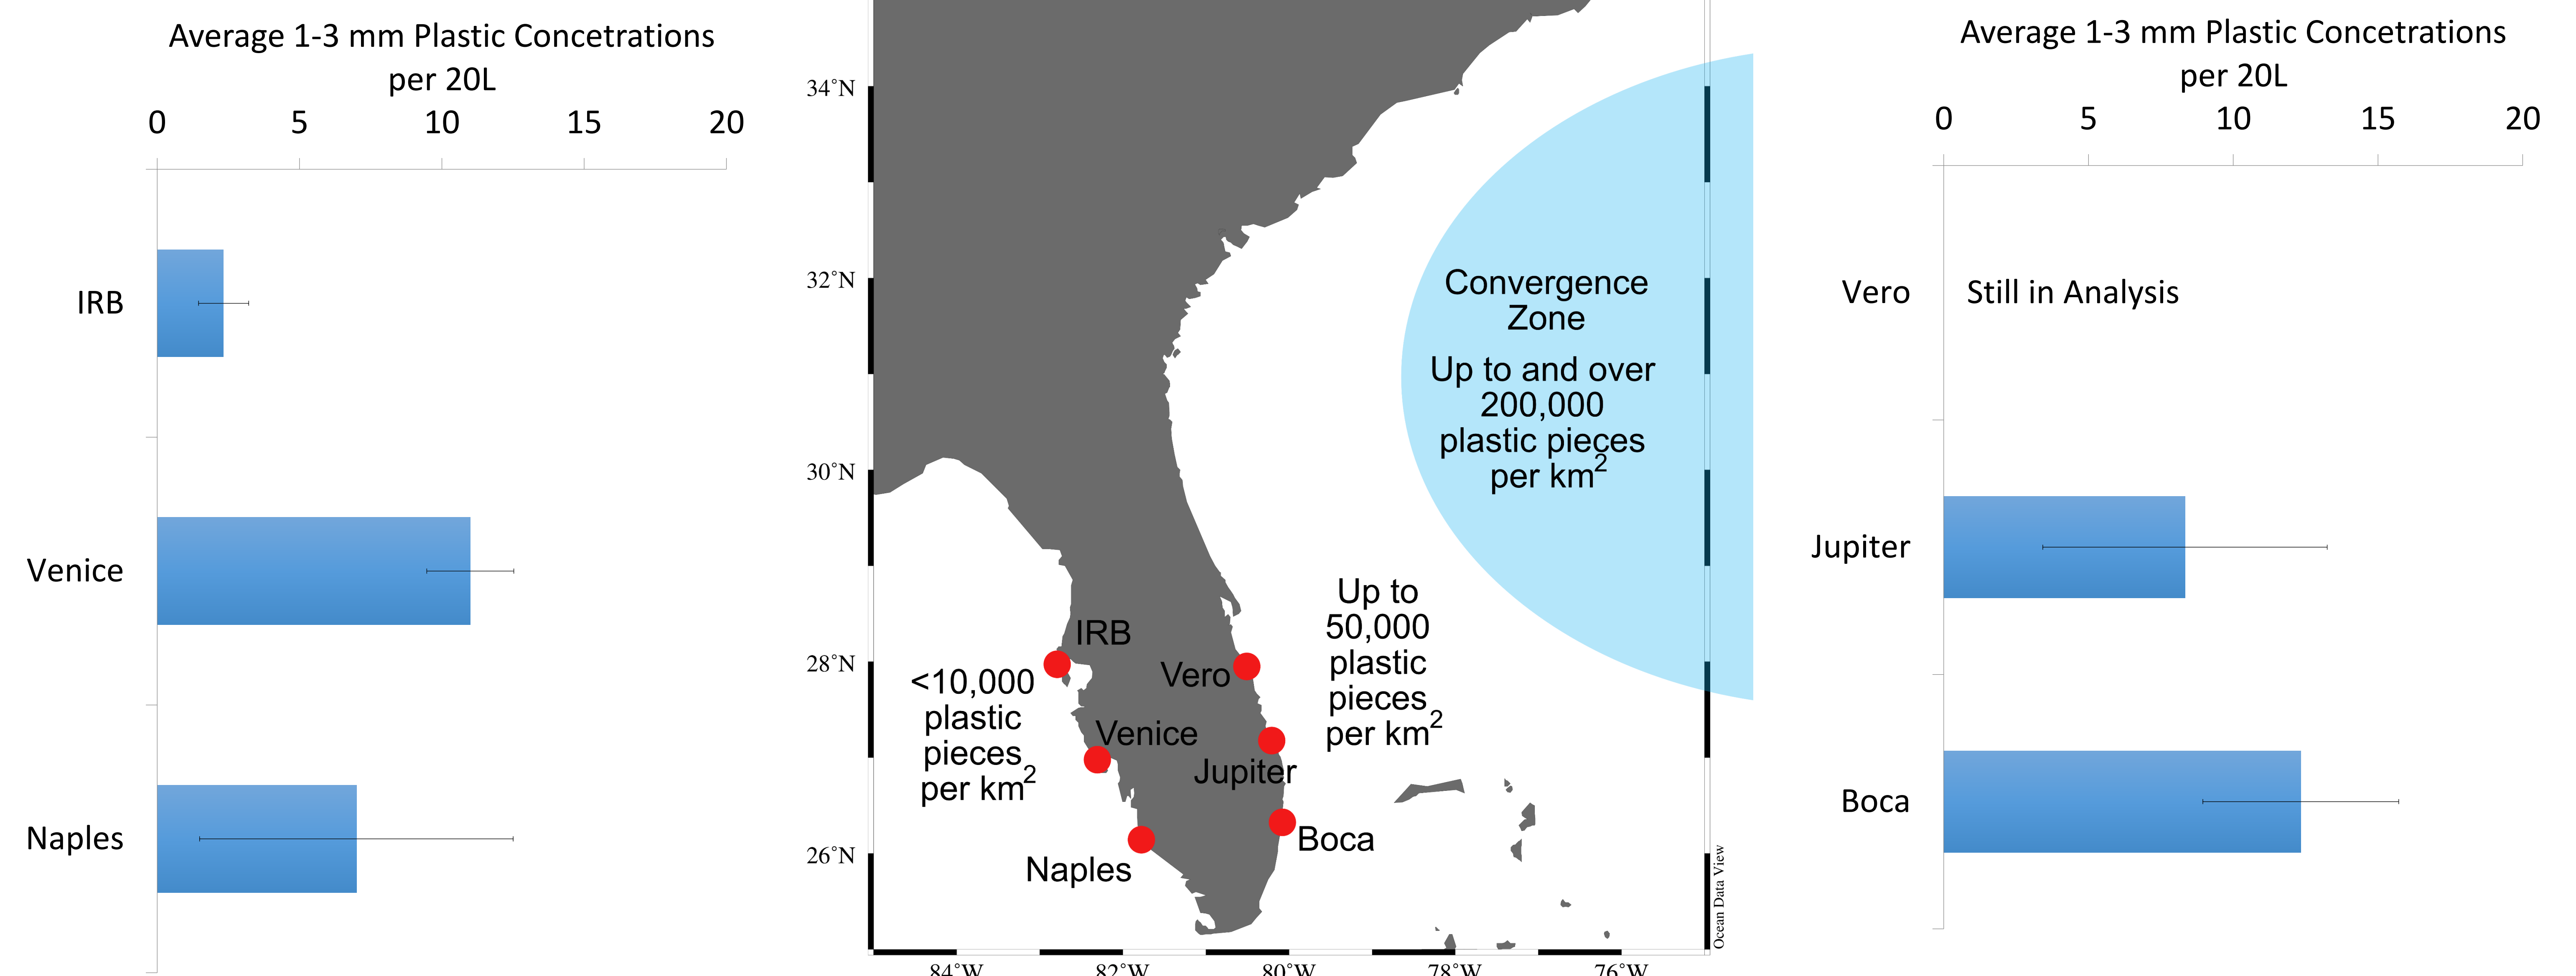 Average 1-3 mm Plastic Concetrations
per 20L
0 5 10 15 20
IRB
Venice
Naples
34°N
32°N
30°N
28°N
26°N
84°W 82°W 80°W 78°W 76°W
Convergence
Zone
Up to and over
200,000
plastic pieces
per km2
Up to
50,000
plastic
pieces
per km2
<10,000
plastic
pieces
per km2
IRB
Vero
Venice
Jupiter
Boca
Naples
Ocean Data View
Average 1-3 mm Plastic Concetrations
per 20L
0 5 10 15 20
Vero
Still in Analysis
Jupiter
Boca